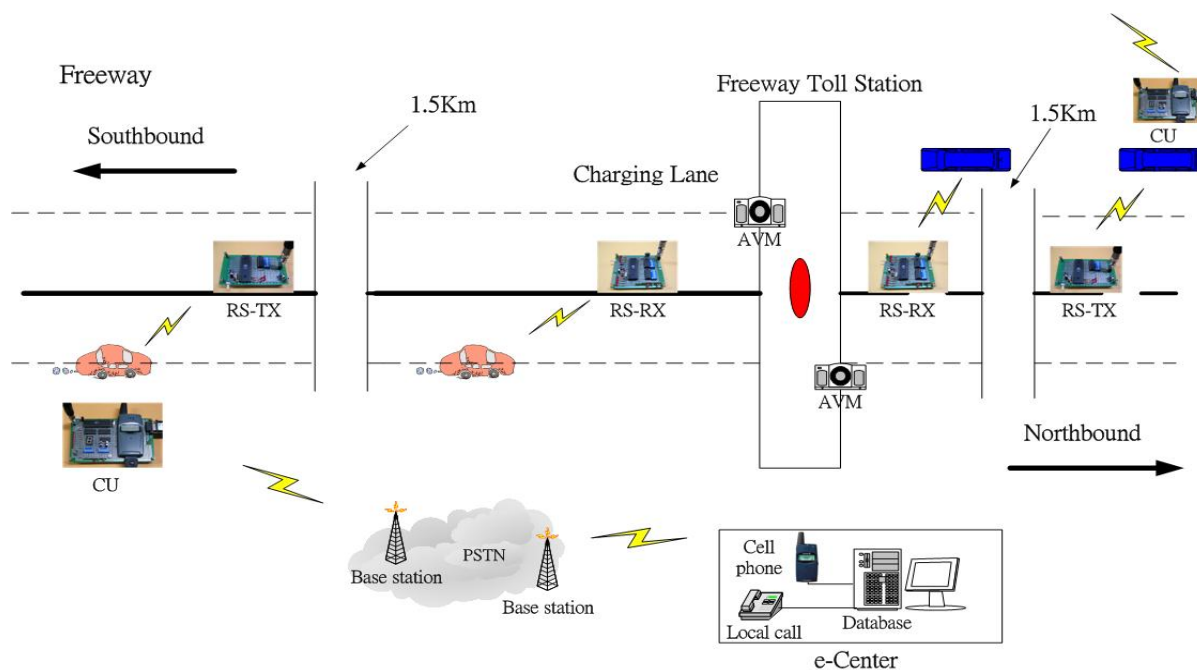 Freeway
Southbound
1.5Km
Freeway Toll Station
1.5Km
CU
Charging Lane
AVM
RS-TX
RS-RX
RS-RX
RS-TX
AVM
Northbound
CU
PSTN
Base station
Base station
Cell
phone
Local call
Database
e-Center